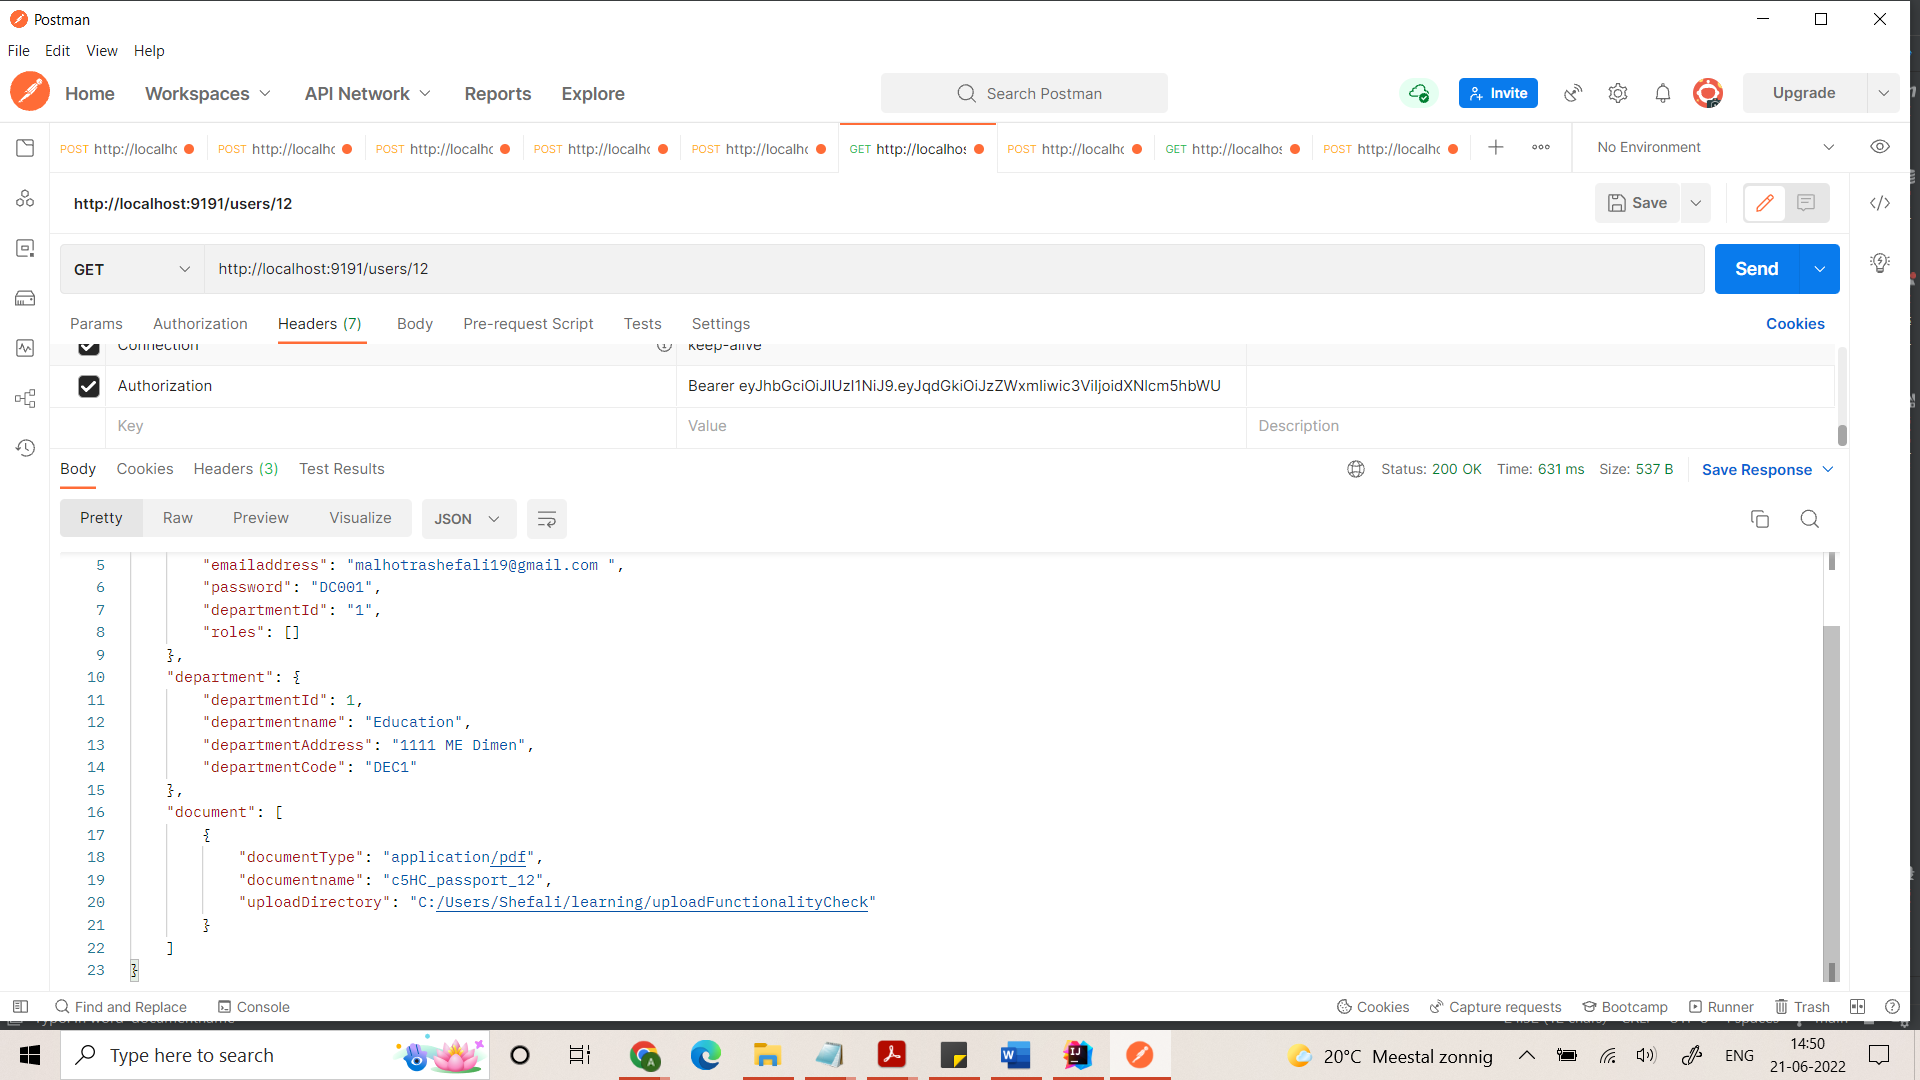 Postman
File Edit View Help
Home Workspaces API Network Reports Explore Search Postman Invite Upgrade
POST http://localhc POST http://localhc POST http://localhc POST http://localhc POST http://localhc GET http://localhos POST http://localhc GET http://localhos POST http://localhc No Environment
http://localhost:9191/users/12 Save
GET http://localhost:9191/users/12 Send
Params Authorization Headers (7) Body Pre-request Script Tests Settings Cookies
Connection keep-alive
Authorization Bearer eyJhbGciOiJIUzI1NiJ9.eyJqdGkiOiJzZWxmIiwic3ViIjoidXNlcm5hbWU
Key Value Description
Body Cookies Headers (3) Test Results Status: 200 OK Time: 631 ms Size: 537 B Save Response
Pretty Raw Preview Visualize JSON
5 "emailaddress": "malhotrashefali19@gmail.com ",
6 "password": "DC001",
7 "departmentId": "1",
8 "roles": []
9 },
10 "department": {
11 "departmentId": 1,
12 "departmentname": "Education",
13 "departmentAddress": "1111 ME Dimen",
14 "departmentCode": "DEC1"
15 },
16 "document": [
17 {
18 "documentType": "application/pdf",
19 "documentname": "c5HC_passport_12",
20 "uploadDirectory": "C:/Users/Shefali/learning/uploadFunctionalityCheck"
21 }
22 ]
23 }
Find and Replace Console Cookies Capture requests Bootcamp Runner Trash
Type here to search 20°C Meestal zonnig ENG 14:50
21-06-2022